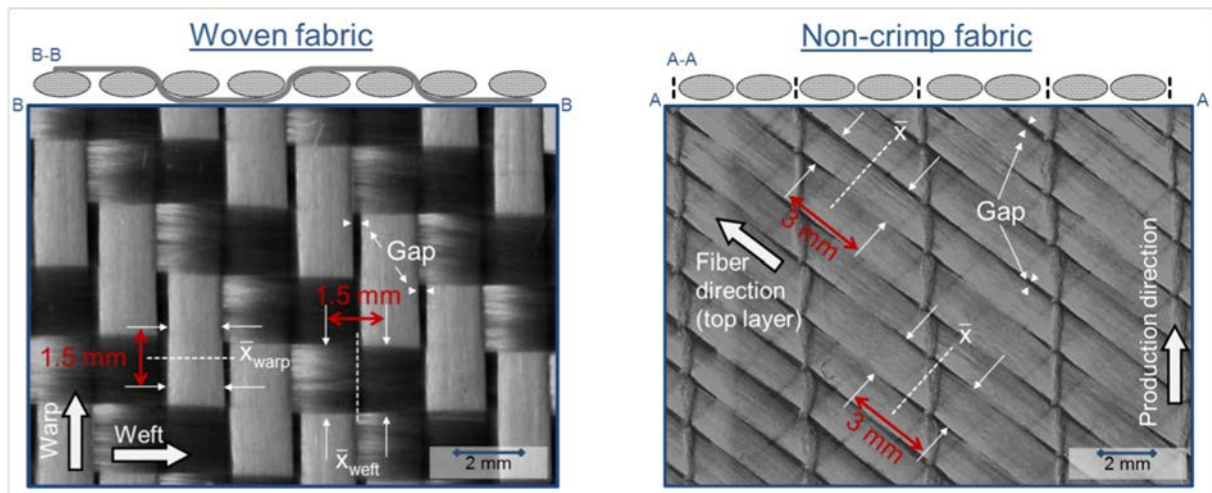 Woven fabric
B-B
B
B
Gap
1.5 mm
1.5 mm
x̄warp
Warp
Weft
x̄weft
2 mm
Non-crimp fabric
A-A
A
A
x̄
3 mm
Gap
Fiber
direction
(top layer)
x̄
3 mm
Production direction
2 mm